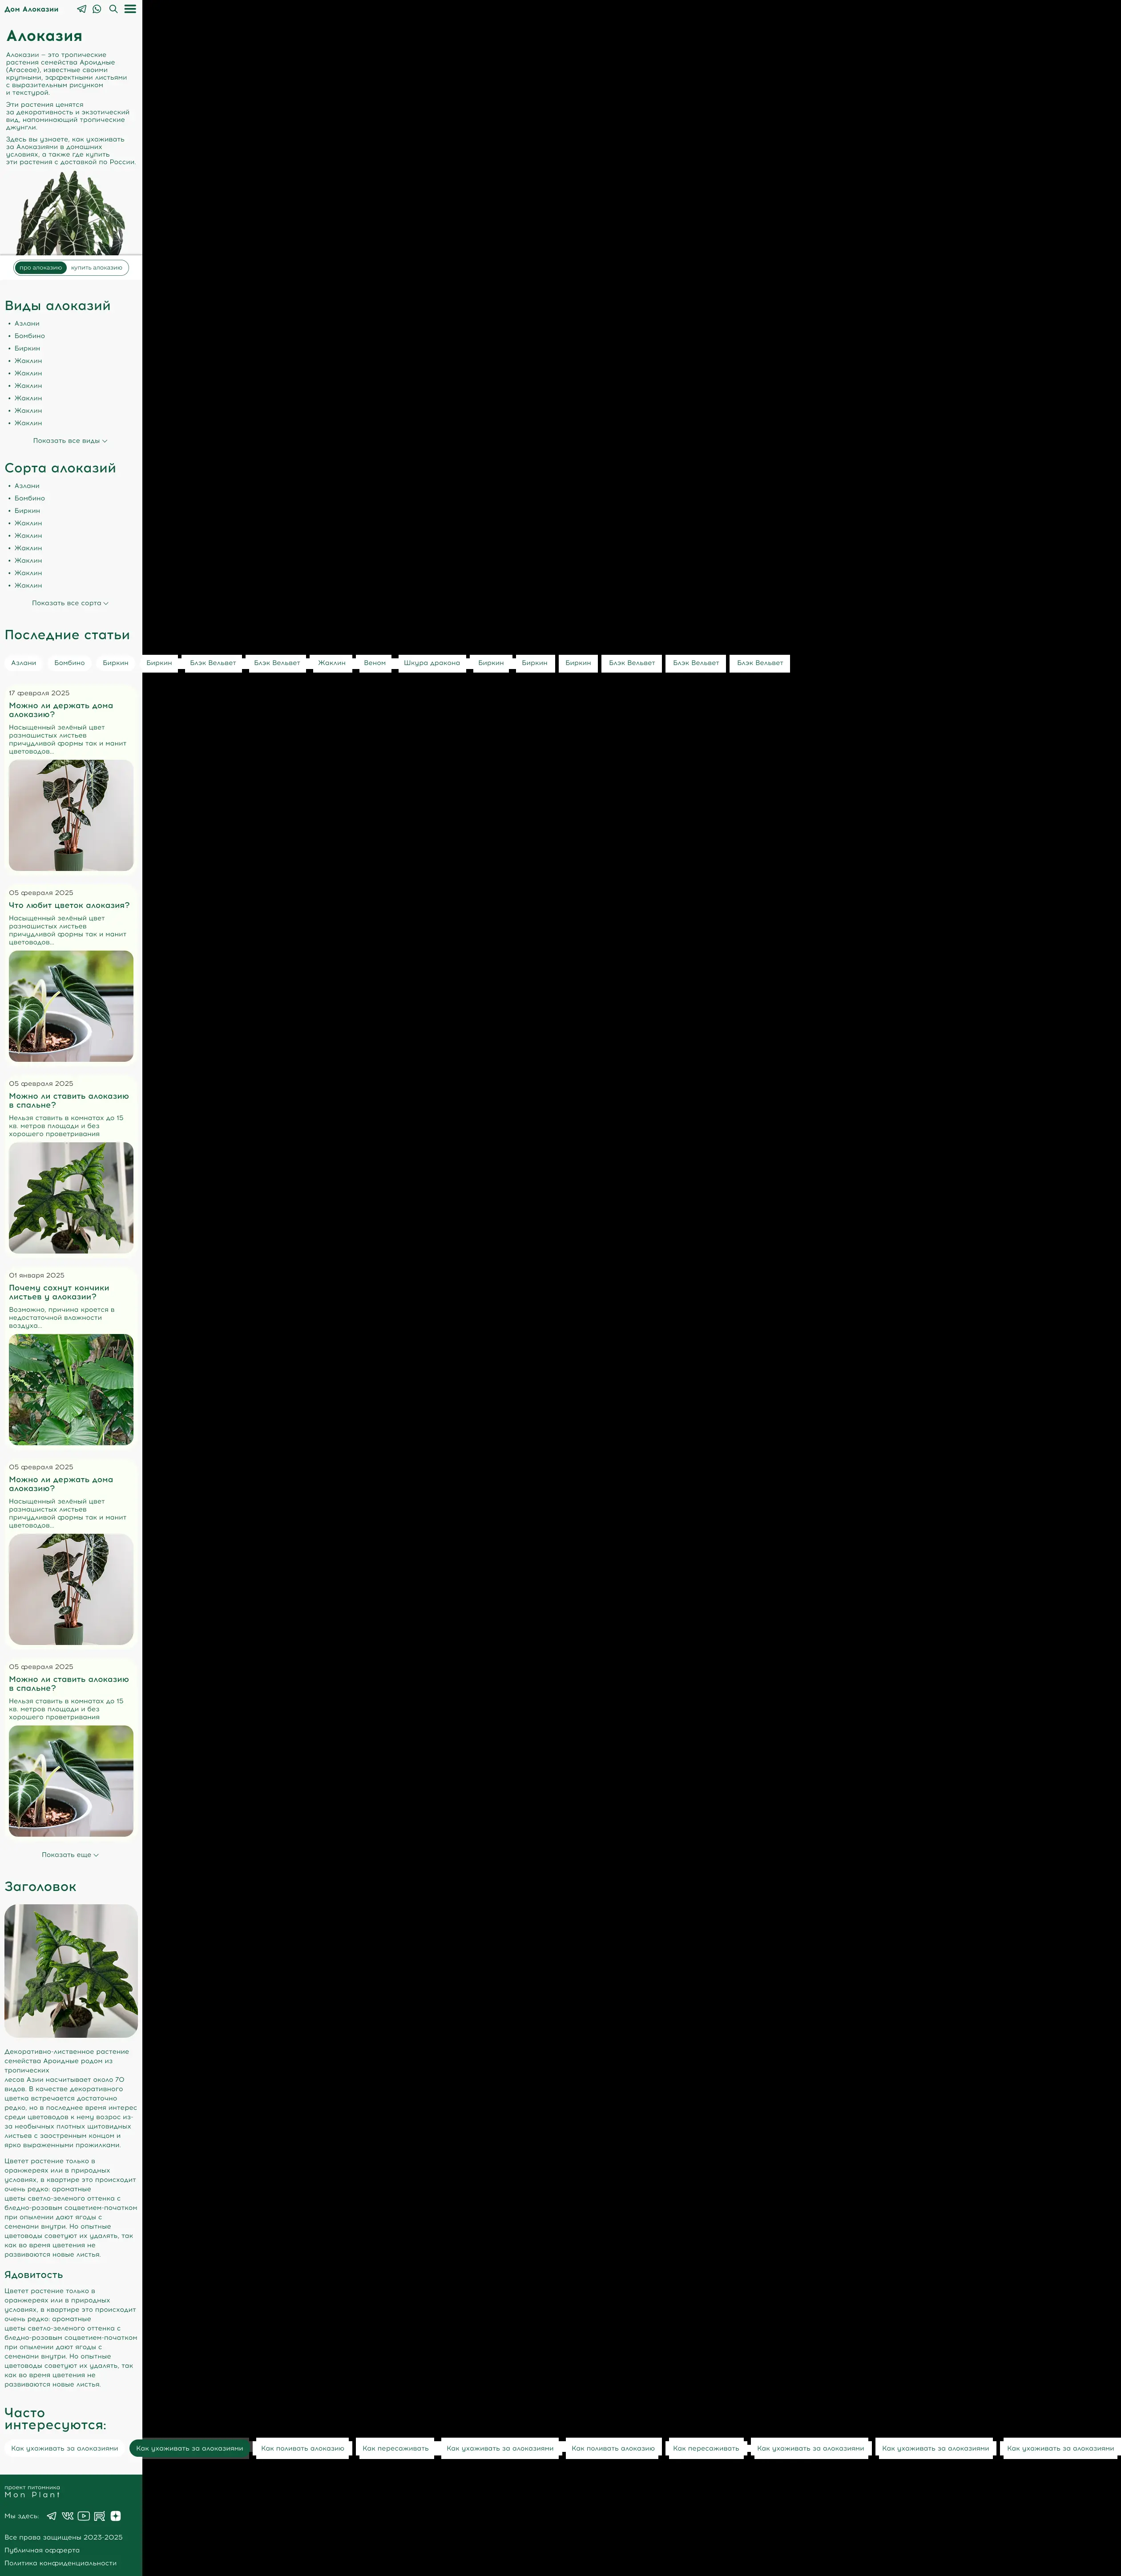 Дом Алоказии
Алоказия
Алоказии — это тропические
растения семейства Ароидные
(Araceae), известные своими
крупными, эффектными листьями
с выразительным рисунком
и текстурой.
Эти растения ценятся
за декоративность и экзотический
вид, напоминающий тропические
джунгли.
Здесь вы узнаете, как ухаживать
за Алоказиями в домашних
условиях, а также где купить
эти растения с доставкой по России.
про алоказию купить алоказию
Виды алоказий
• Азлани
• Бомбино
• Биркин
• Жаклин
• Жаклин
• Жаклин
• Жаклин
• Жаклин
• Жаклин
Показать все виды
Сорта алоказий
• Азлани
• Бомбино
• Биркин
• Жаклин
• Жаклин
• Жаклин
• Жаклин
• Жаклин
• Жаклин
Показать все сорта
Последние статьи
Азлани Бомбино Биркин Биркин Блэк Вельвет Блэк Вельвет Жаклин Веном Шкура дракона Биркин Биркин Биркин Блэк Вельвет Блэк Вельвет Блэк Вельвет
17 февраля 2025
Можно ли держать дома
алоказию?
Насыщенный зелёный цвет
размашистых листьев
причудливой формы так и манит
цветоводов...
05 февраля 2025
Что любит цветок алоказия?
Насыщенный зелёный цвет
размашистых листьев
причудливой формы так и манит
цветоводов...
05 февраля 2025
Можно ли ставить алоказию
в спальне?
Нельзя ставить в комнатах до 15
кв. метров площади и без
хорошего проветривания
01 января 2025
Почему сохнут кончики
листьев у алоказии?
Возможно, причина кроется в
недостаточной влажности
воздуха...
05 февраля 2025
Можно ли держать дома
алоказию?
Насыщенный зелёный цвет
размашистых листьев
причудливой формы так и манит
цветоводов...
05 февраля 2025
Можно ли ставить алоказию
в спальне?
Нельзя ставить в комнатах до 15
кв. метров площади и без
хорошего проветривания
Показать еще
Заголовок
Декоративно-лиственное растение
семейства Ароидные родом из
тропических
лесов Азии насчитывает около 70
видов. В качестве декоративного
цветка встречается достаточно
редко, но в последнее время интерес
среди цветоводов к нему возрос из-
за необычных плотных щитовидных
листьев с заостренным концом и
ярко выраженными прожилками.
Цветет растение только в
оранжереях или в природных
условиях, в квартире это происходит
очень редко: ароматные
цветы светло-зеленого оттенка с
бледно-розовым соцветием-початком
при опылении дают ягоды с
семенами внутри. Но опытные
цветоводы советуют их удалять, так
как во время цветения не
развиваются новые листья.
Ядовитость
Цветет растение только в
оранжереях или в природных
условиях, в квартире это происходит
очень редко: ароматные
цветы светло-зеленого оттенка с
бледно-розовым соцветием-початком
при опылении дают ягоды с
семенами внутри. Но опытные
цветоводы советуют их удалять, так
как во время цветения не
развиваются новые листья.
Часто
интересуются:
Как ухаживать за алоказиями Как ухаживать за алоказиями Как поливать алоказию Как пересаживать Как ухаживать за алоказиями Как поливать алоказию Как пересаживать Как ухаживать за алоказиями Как ухаживать за алоказиями Как ухаживать за алоказиями
проект питомника
Mon Plant
Мы здесь:
Все права защищены 2023-2025
Публичная офферта
Политика конфиденциальности